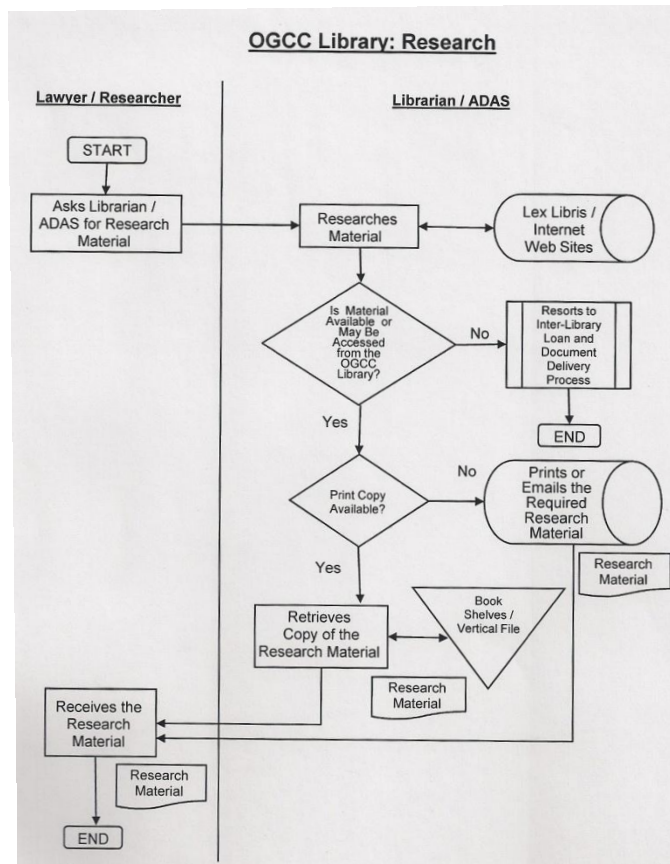 OGCC Library: Research
Lawyer / Researcher
Librarian / ADAS
START
Asks Librarian /
ADAS for Research
Material
Researches
Material
Lex Libris /
Internet
Web Sites
Is Material
Available or
May Be
Accessed
from the
OGCC
Library?
No
Resorts to
Inter-Library
Loan and
Document
Delivery
Process
END
Yes
Print Copy
Available?
No
Prints or
Emails the
Required
Research
Material
Research
Material
Yes
Retrieves
Copy of the
Research Material
Book
Shelves /
Vertical File
Research
Material
Receives the
Research
Material
Research
Material
END